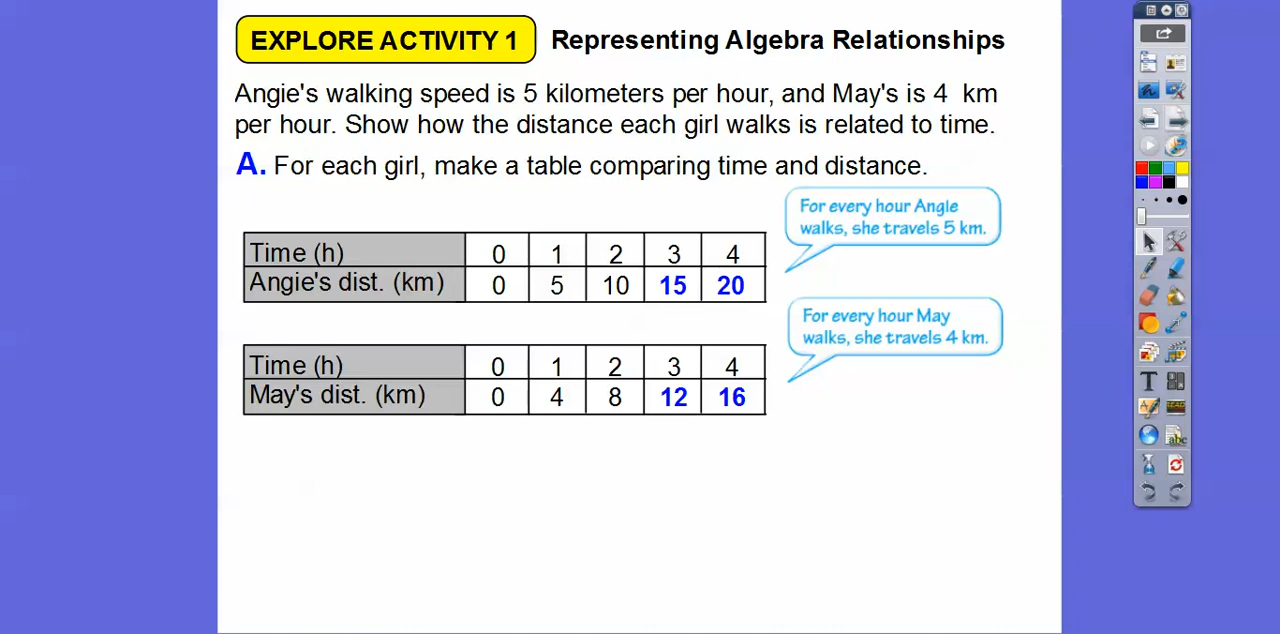 EXPLORE ACTIVITY 1 Representing Algebra Relationships
Angie's walking speed is 5 kilometers per hour, and May's is 4 km
per hour. Show how the distance each girl walks is related to time.
A. For each girl, make a table comparing time and distance.
For every hour Angle
walks, she travels 5 km.
Time (h) 0 1 2 3 4
Angie's dist. (km) 0 5 10 15 20
For every hour May
walks, she travels 4 km.
Time (h) 0 1 2 3 4
May's dist. (km) 0 4 8 12 16